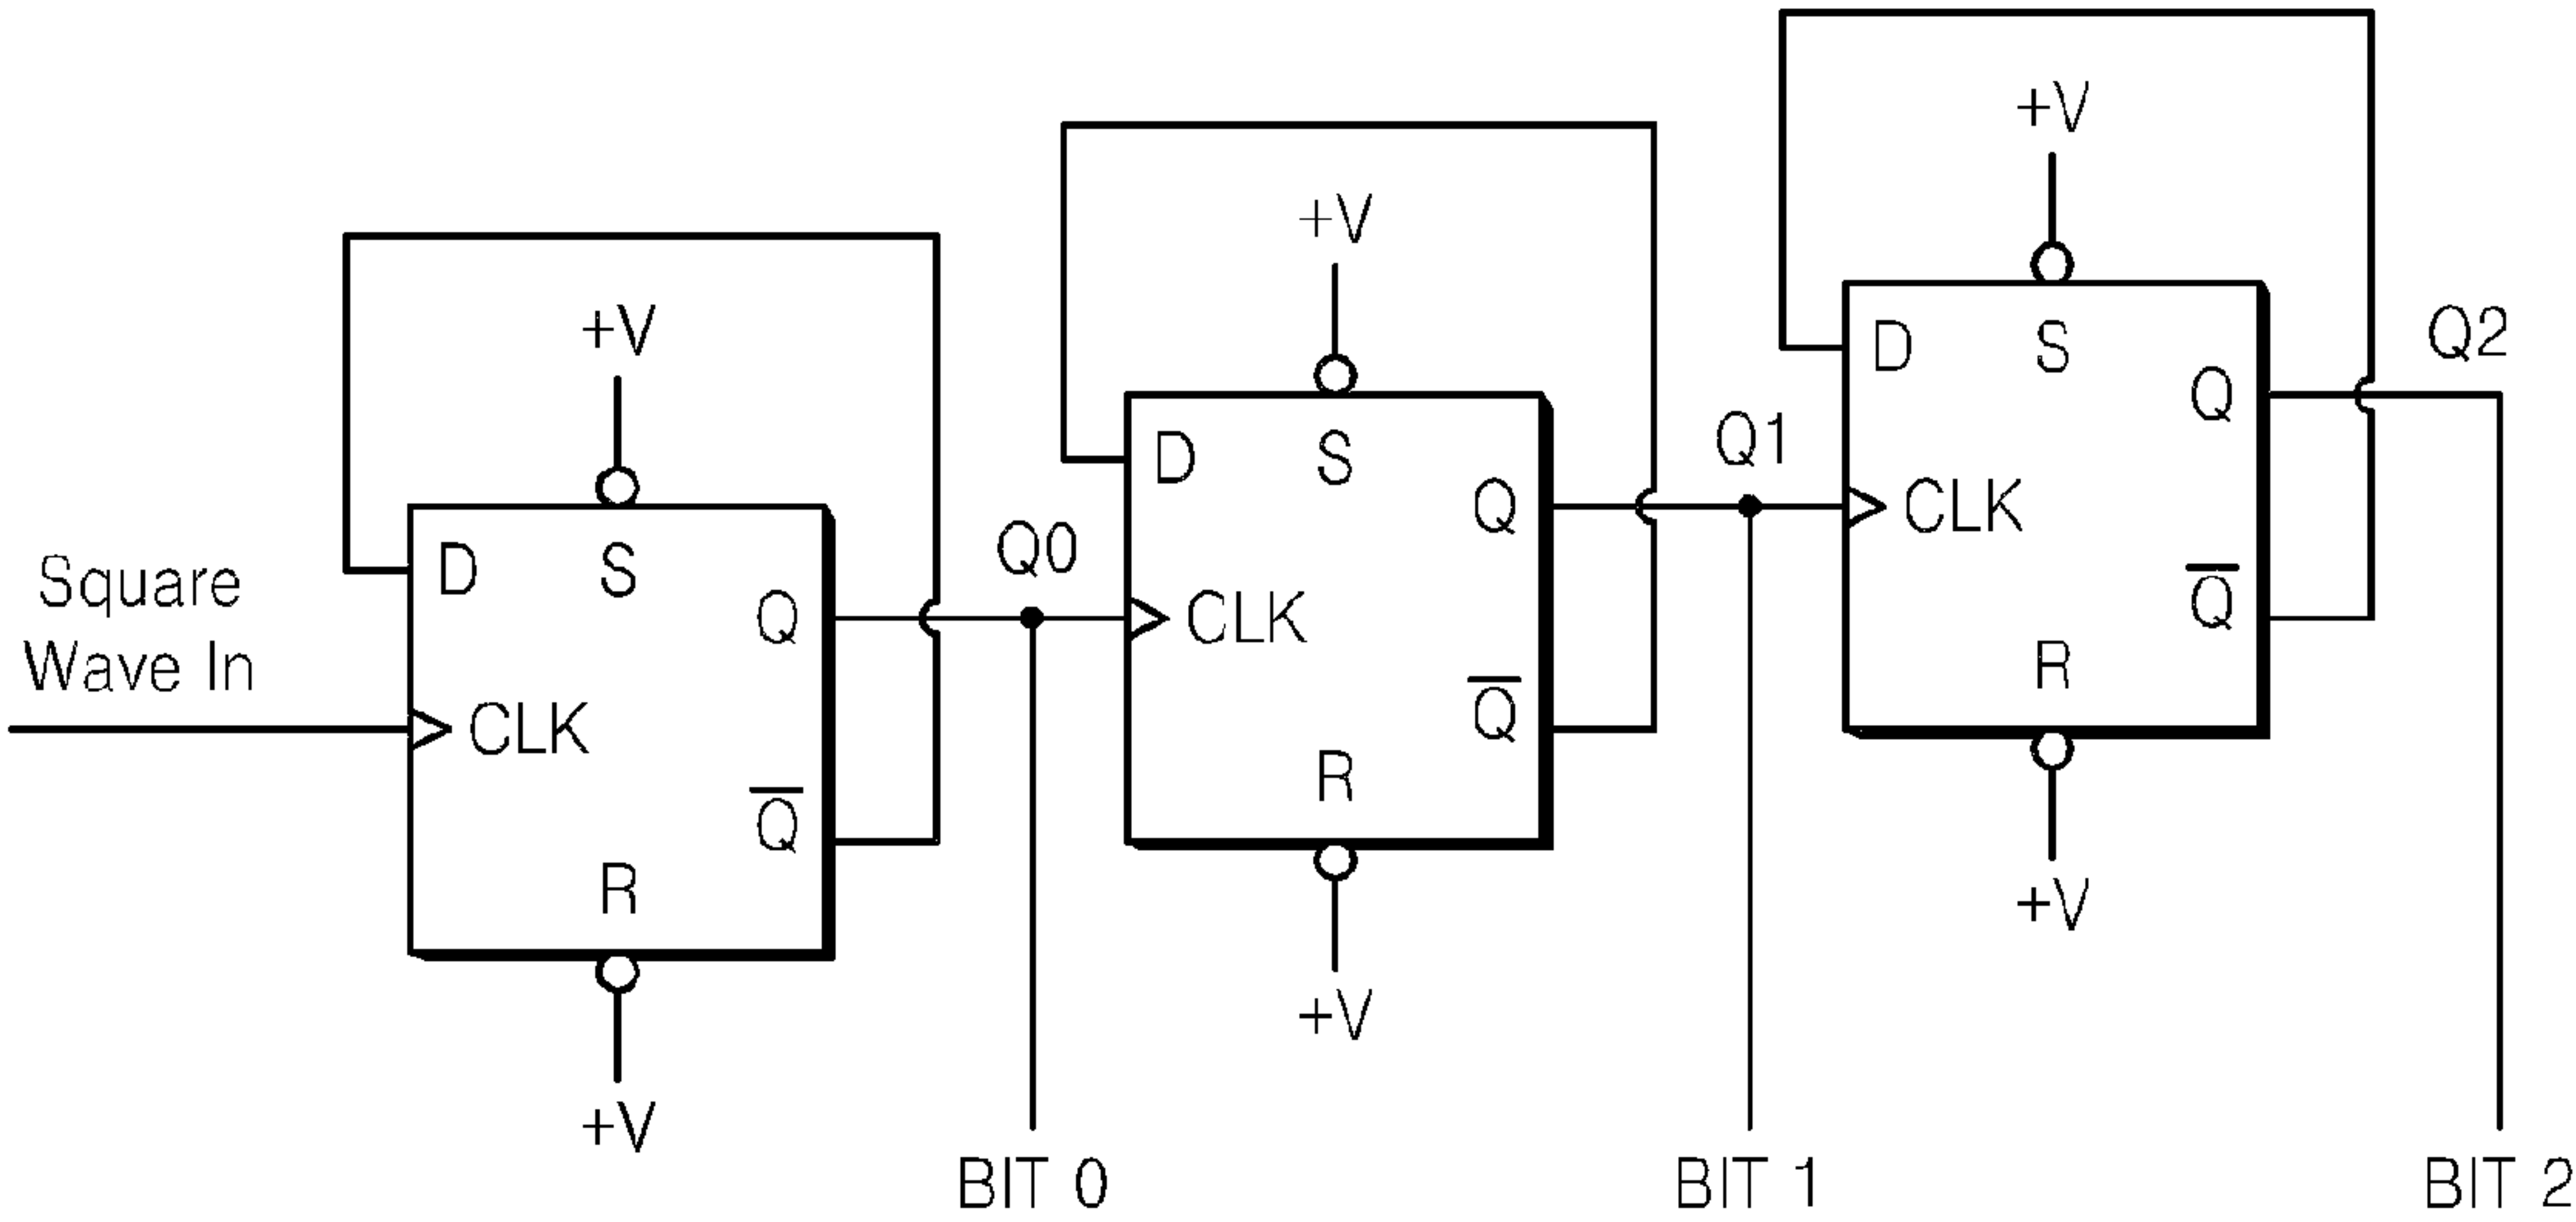 Square
Wave In
+V
D
S
CLK
Q
Q̅
R
+V
Q0
BIT 0
+V
D
S
CLK
Q
Q̅
R
+V
Q1
BIT 1
+V
D
S
CLK
Q
Q̅
R
+V
Q2
BIT 2